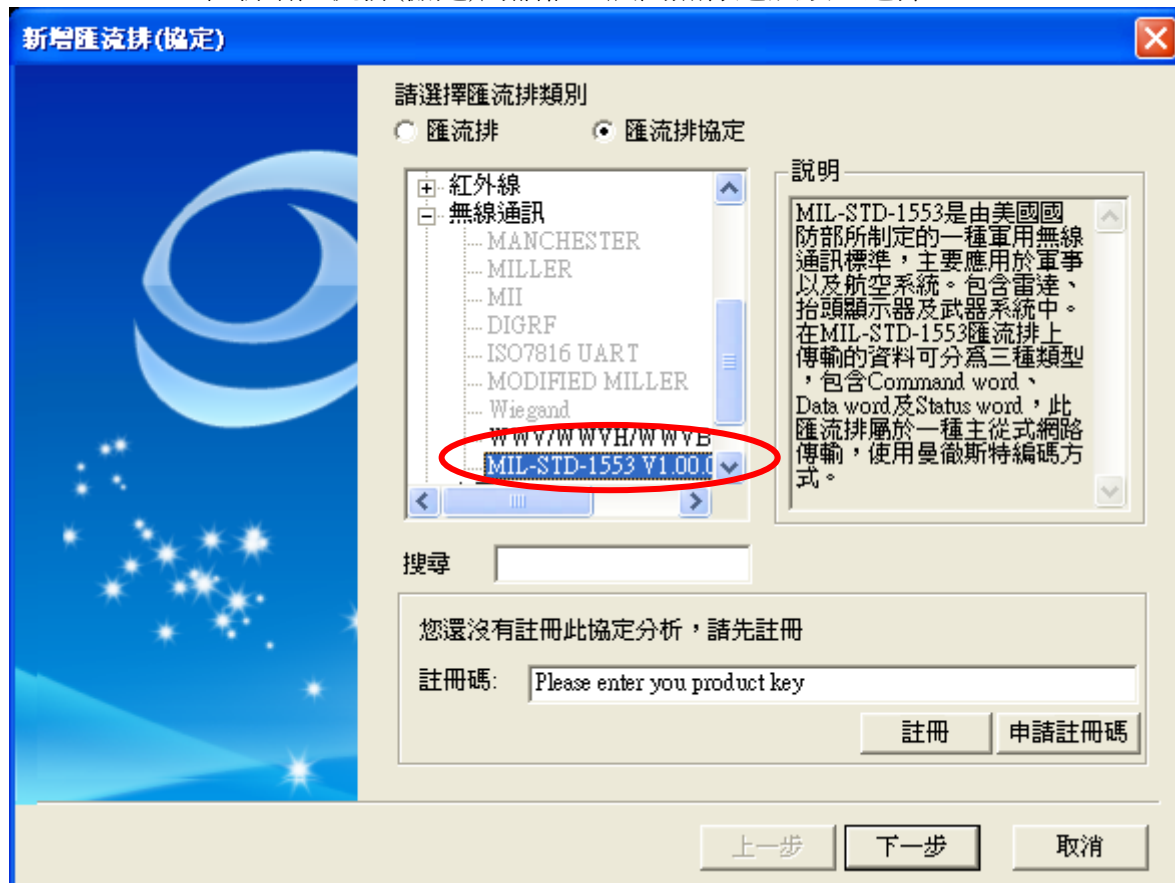 新增匯流排(協定)
請選擇匯流排類別
匯流排
匯流排協定
紅外線
無線通訊
MANCHESTER
MILLER
MII
DIGRF
ISO7816 UART
MODIFIED MILLER
Wiegand
WWV/WWVH/WWVB
MIL-STD-1553 V1.00.0
說明
MIL-STD-1553是由美國國
防部所制定的一種軍用無線
通訊標準，主要應用於軍事
以及航空系統。包含雷達、
抬頭顯示器及武器系統中。
在MIL-STD-1553匯流排上
傳輸的資料可分為三種類型
，包含Command word、
Data word及Status word，此
匯流排屬於一種主從式網路
傳輸，使用曼徹斯特編碼方
式。
搜尋
您還沒有註冊此協定分析，請先註冊
註冊碼: Please enter you product key
註冊
申請註冊碼
上一步
下一步
取消